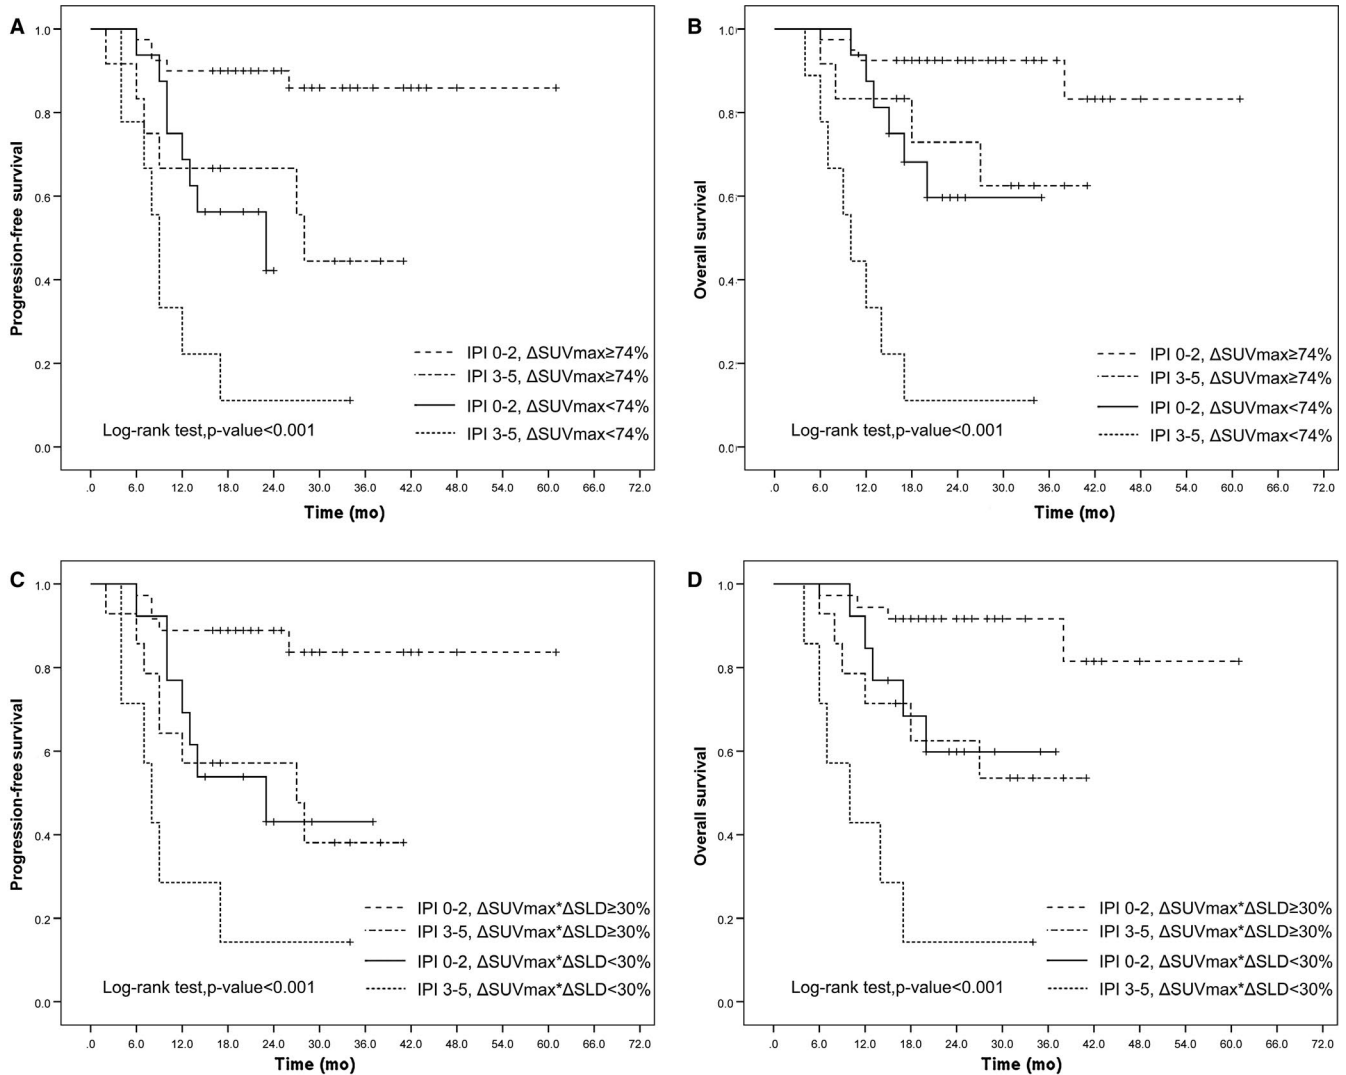 A
Progression-free survival
1.0
0.8
0.6
0.4
0.2
0.0
IPI 0-2, ΔSUVmax≥74%
IPI 3-5, ΔSUVmax≥74%
IPI 0-2, ΔSUVmax<74%
IPI 3-5, ΔSUVmax<74%
Log-rank test,p-value<0.001
.0 6.0 12.0 18.0 24.0 30.0 36.0 42.0 48.0 54.0 60.0 66.0 72.0
Time (mo)
B
Overall survival
1.0
0.8
0.6
0.4
0.2
0.0
IPI 0-2, ΔSUVmax≥74%
IPI 3-5, ΔSUVmax≥74%
IPI 0-2, ΔSUVmax<74%
IPI 3-5, ΔSUVmax<74%
Log-rank test,p-value<0.001
.0 6.0 12.0 18.0 24.0 30.0 36.0 42.0 48.0 54.0 60.0 66.0 72.0
Time (mo)
C
Progression-free survival
1.0
0.8
6
0.4
0.2
0.0
IPI 0-2, ΔSUVmax*ΔSLD≥30%
IPI 3-5, ΔSUVmax*ΔSLD≥30%
IPI 0-2, ΔSUVmax*ΔSLD<30%
IPI 3-5, ΔSUVmax*ΔSLD<30%
Log-rank test,p-value<0.001
.0 6.0 12.0 18.0 24.0 30.0 36.0 42.0 48.0 54.0 60.0 66.0 72.0
Time (mo)
D
Overall survival
1.0
0.8
0.6
0.4
0.2
0.0
IPI 0-2, ΔSUVmax*ΔSLD≥30%
IPI 3-5, ΔSUVmax*ΔSLD≥30%
IPI 0-2, ΔSUVmax*ΔSLD<30%
IPI 3-5, ΔSUVmax*ΔSLD<30%
Log-rank test,p-value<0.001
.0 6.0 12.0 18.0 24.0 30.0 36.0 42.0 48.0 54.0 60.0 66.0 72.0
Time (mo)